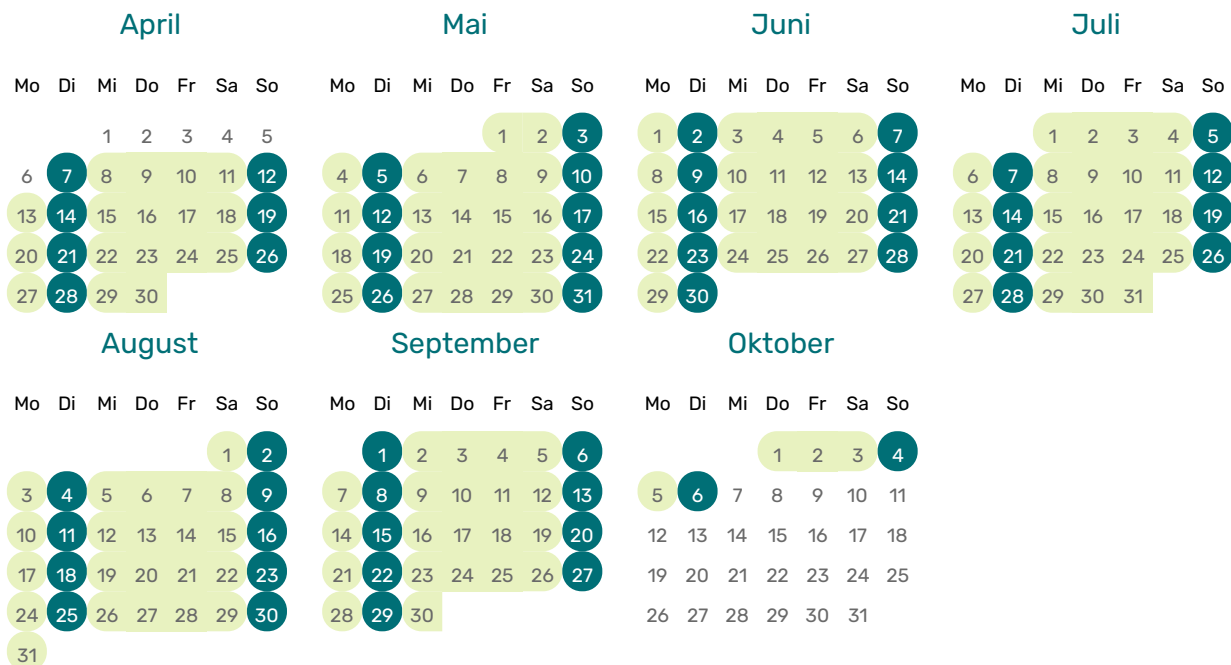 April Mai Juni Juli
Mo Di Mi Do Fr Sa So Mo Di Mi Do Fr Sa So Mo Di Mi Do Fr Sa So Mo Di Mi Do Fr Sa So
1 2 3 4 5 1 2 3 1 2 3 4 5 6 7 1 2 3 4 5
6 7 8 9 10 11 12 4 5 6 7 8 9 10 8 9 10 11 12 13 14 6 7 8 9 10 11 12
13 14 15 16 17 18 19 11 12 13 14 15 16 17 15 16 17 18 19 20 21 13 14 15 16 17 18 19
20 21 22 23 24 25 26 18 19 20 21 22 23 24 22 23 24 25 26 27 28 20 21 22 23 24 25 26
27 28 29 30 25 26 27 28 29 30 31 29 30 27 28 29 30 31
August September Oktober
Mo Di Mi Do Fr Sa So Mo Di Mi Do Fr Sa So Mo Di Mi Do Fr Sa So
1 2 1 2 3 4 5 6 1 2 3 4
3 4 5 6 7 8 9 7 8 9 10 11 12 13 5 6 7 8 9 10 11
10 11 12 13 14 15 16 14 15 16 17 18 19 20 12 13 14 15 16 17 18
17 18 19 20 21 22 23 21 22 23 24 25 26 27 19 20 21 22 23 24 25
24 25 26 27 28 29 30 28 29 30 26 27 28 29 30 31
31